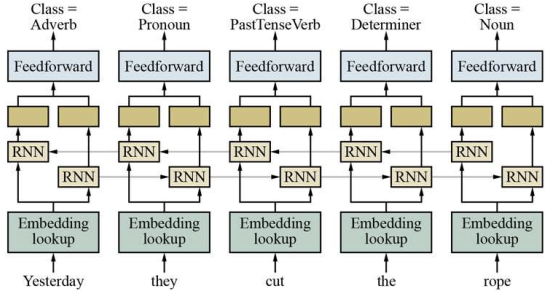 Class = Class = Class = Class = Class =
Adverb Pronoun PastTenseVerb Determiner Noun
Feedforward Feedforward Feedforward Feedforward Feedforward
RNN RNN RNN RNN RNN
RNN RNN RNN RNN RNN
Embedding Embedding Embedding Embedding Embedding
lookup lookup lookup lookup lookup
Yesterday they cut the rope